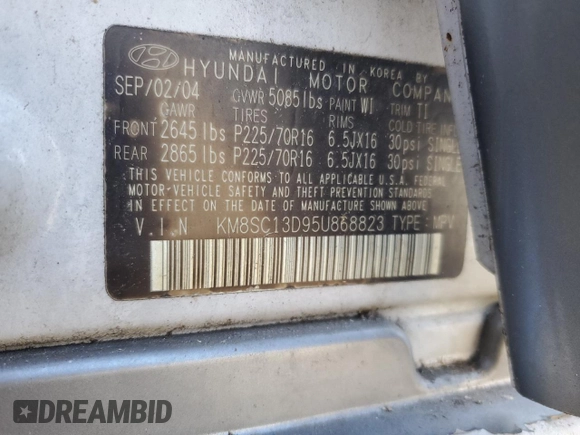 MANUFACTURED IN KOREA BY
HYUNDAI MOTOR COMPAN
SEP/02/04 GVWR 5085lbs PAINT WI TRIM TI
GAWR TIRES RIMS COLD TIRE INF
FRONT 2645lbs P225/70R16 6.5JX16 30psi SINGLE
REAR 2865lbs P225/70R16 6.5JX16 30psi SINGLE
THIS VEHICLE CONFORMS TO ALL APPLICABLE U.S.A. FEDERAL
MOTOR-VEHICLE SAFETY AND THEFT PREVENTION STANDARDS
IN EFFECT ON THE DATE OF MANUFACTURE SHOWN ABOVE.
V.I.N KM8SC13D95U868823 TYPE: MPV
DREAMBID